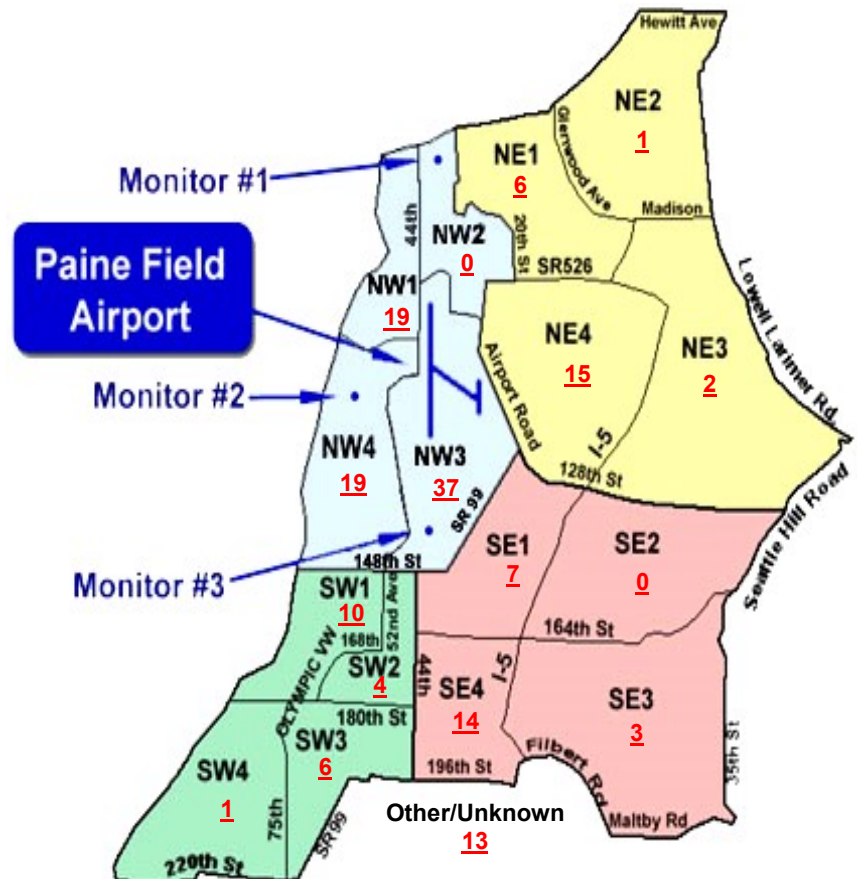 Hewitt Ave
NE2
1
Glenwood Ave
NE1
6
Monitor #1
Madison
44th
20th St
NW2
0
SR526
Paine Field
Airport
NW1
19
Lowell Larimer Rd.
NE4
15
NE3
2
Airport Road
Monitor #2
I-5
NW4
19
NW3
37
128th St
SR 99
Seattle Hill Road
SE1
7
SE2
0
148th St
Monitor #3
SW1
10
52nd Ave
168th
164th St
OLYMPIC VW
SW2
4
44th
I-5
SE4
14
SE3
3
180th St
SW3
6
SW4
1
196th St
Filbert Rd
35th St
75th
SR 99
Other/Unknown
13
Maltby Rd
220th St